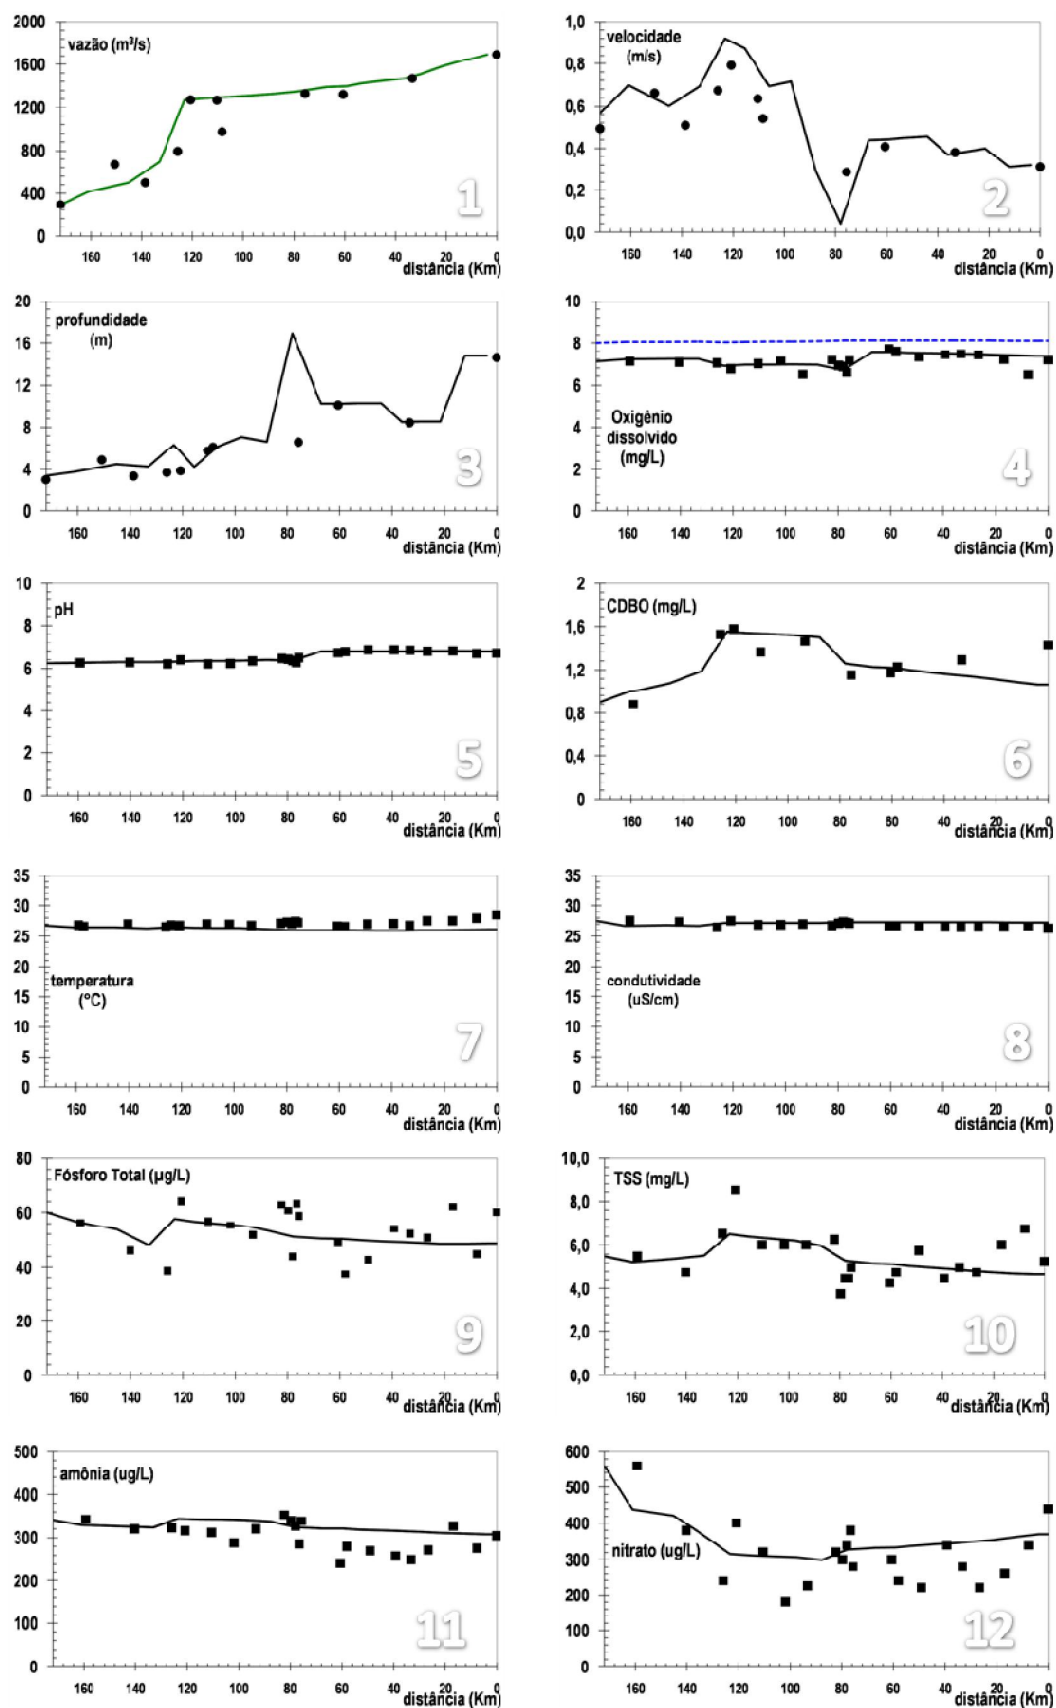 2000
1600
1200
800
400
0
vazão (m³/s)
1
160 140 120 100 80 60 40 20 0
distância (Km)
1,0
0,8
0,6
0,4
0,2
0,0
velocidade
(m/s)
2
160 140 120 100 80 60 40 20 0
distância (Km)
20
16
12
8
4
0
profundidade
(m)
3
160 140 120 100 80 60 40 20 0
distância (Km)
10
8
6
4
2
0
Oxigênio
dissolvido
(mg/L)
4
160 140 120 100 80 60 40 20 0
distância (Km)
10
8
6
4
2
0
pH
5
160 140 120 100 80 60 40 20 0
distância (Km)
2
1,6
1,2
0,8
0,4
0
CDBO (mg/L)
6
160 140 120 100 80 60 40 20 0
distância (Km)
35
30
25
20
15
10
5
0
temperatura
(°C)
7
160 140 120 100 80 60 40 20 0
distância (Km)
35
30
25
20
15
10
5
0
condutividade
(uS/cm)
8
160 140 120 100 80 60 40 20 0
distância (Km)
80
60
40
20
0
Fósforo Total (µg/L)
9
160 140 120 100 80 60 40 20 0
distância (Km)
10,0
8,0
6,0
4,0
2,0
0,0
TSS (mg/L)
10
160 140 120 100 80 60 40 20 0
distância (Km)
500
400
300
200
100
0
amônia (ug/L)
11
160 140 120 100 80 60 40 20 0
distância (Km)
600
500
400
300
200
100
0
nitrato (ug/L)
12
160 140 120 100 80 60 40 20 0
distância (Km)